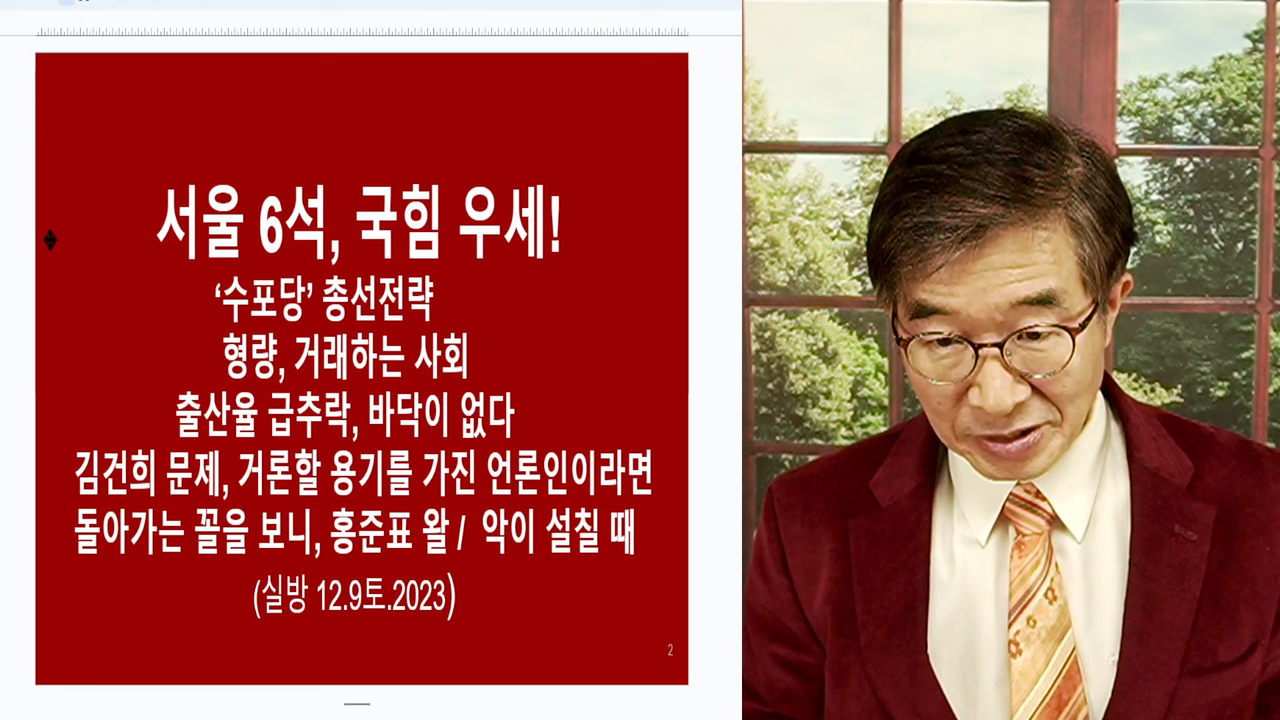 서울 6석, 국힘 우세!
‘수포당’ 총선전략
형량, 거래하는 사회
출산율 급추락, 바닥이 없다
김건희 문제, 거론할 용기를 가진 언론인이라면
돌아가는 꼴을 보니, 홍준표 왈 / 악이 설칠 때
(실방 12.9토.2023)
2